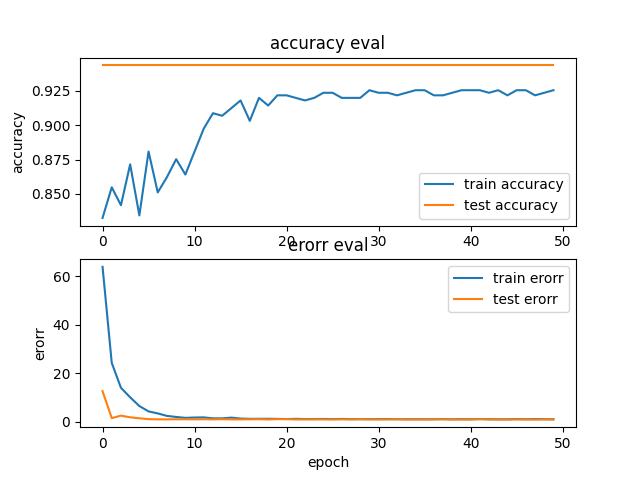 accuracy eval
0.925
0.900
0.875
0.850
accuracy
train accuracy
test accuracy
0 10 20 30 40 50
erorr eval
60
40
20
0
erorr
train erorr
test erorr
0 10 20 30 40 50
epoch